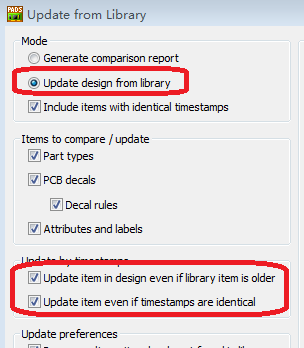 PADS
Update from Library
Mode
Generate comparison report
Update design from library
Include items with identical timestamps
Items to compare / update
Part types
PCB decals
Decal rules
Attributes and labels
Update by timestamps
Update item in design even if library item is older
Update item even if timestamps are identical
Update preferences